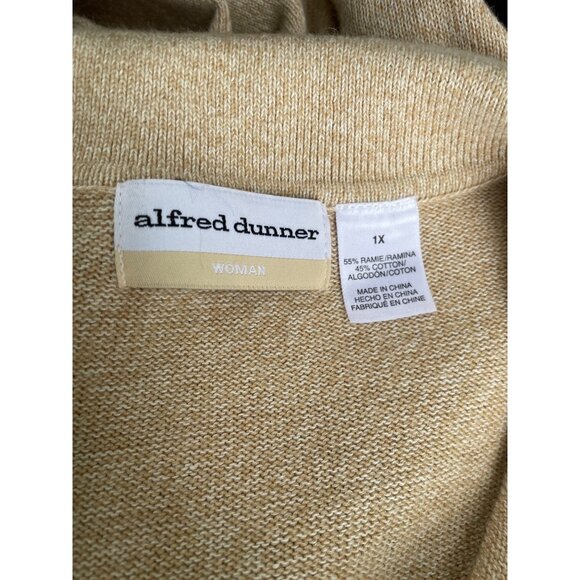 alfred dunner
WOMAN
1X
55% RAMIE/RAMINA
45% COTTON/
ALGODÓN/COTON
MADE IN CHINA
HECHO EN CHINA
FABRIQUÉ EN CHINE